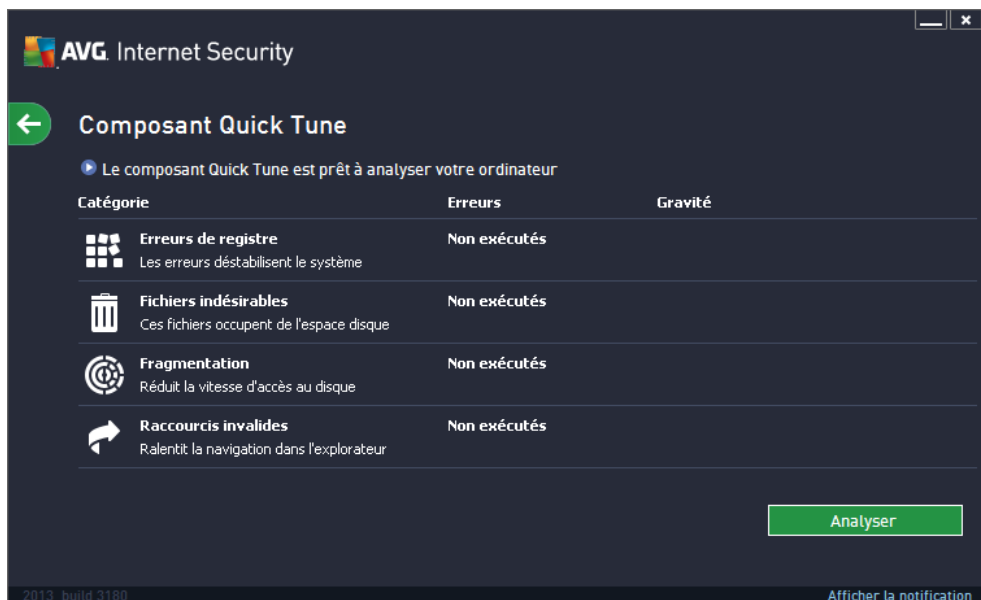 AVG. Internet Security
Composant Quick Tune
Le composant Quick Tune est prêt à analyser votre ordinateur
Catégorie Erreurs Gravité
Erreurs de registre Non exécutés
Les erreurs déstabilisent le système
Fichiers indésirables Non exécutés
Ces fichiers occupent de l'espace disque
Fragmentation Non exécutés
Réduit la vitesse d'accès au disque
Raccourcis invalides Non exécutés
Ralentit la navigation dans l'explorateur
Analyser
2013 build 3180 Afficher la notification